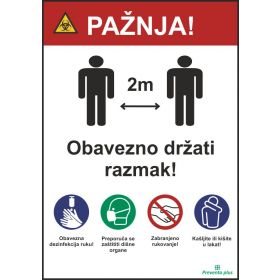 PAŽNJA!
2m
Obavezno držati
razmak!
Obavezna
dezinfekcija ruku!
Preporuča se
zaštititi dišne
organe
Zabranjeno
rukovanje!
Kašljite ili kišite
u lakat!
Preventa plus